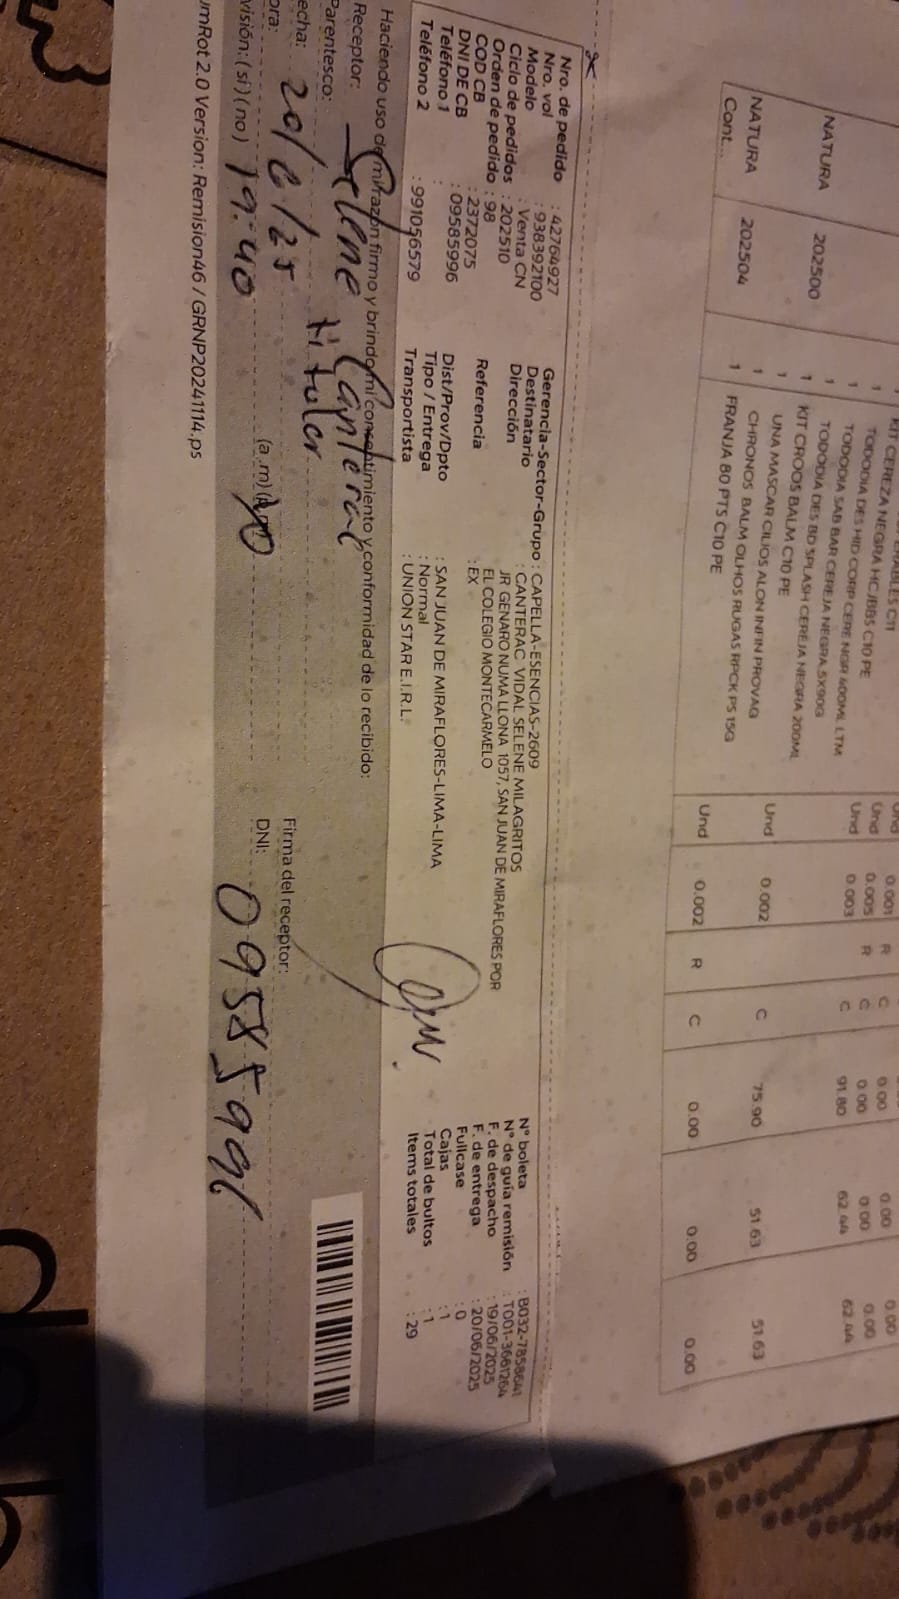 KIT CEREZA NEGRA HC/BBS C10 PE
TODODIA DES HID CORP CERE NGR 400ML LTM Und 0.001 R C 0.00 0.00 0.00
TODODIA SAB BAR CEREJA NEGRA 5X90G Und 0.005 R C 0.00 0.00 0.00
TODODIA DES BD SPLASH CEREJA NEGRA 200ML Und 0.003 C 91.80 62.44 62.44
NATURA 202500 1 KIT CROOS BALM C10 PE
1 UNA MASCAR CILIOS ALON INFIN PROVAG
NATURA 202504 1 CHRONOS BALM OLHOS RUGAS RPCK PS 15G Und 0.002 C 75.90 51.63 51.63
Cont... 1 FRANJA 80 PTS C10 PE Und 0.002 R C 0.00 0.00 0.00
Nro. de pedido : 42764927
Nro. vol : 938392100
Modelo : Venta CN
Ciclo de pedidos : 202510
Orden de pedido : 98
COD CB : 2372075
DNI DE CB : 09585996
Teléfono 1 :
Teléfono 2 : 991056579
Gerencia-Sector-Grupo : CAPELLA-ESENCIAS-2609
Destinatario : CANTERAC VIDAL SELENE MILAGRITOS
Dirección JR GENARO NUMA LLONA 1057, SAN JUAN DE MIRAFLORES POR
EL COLEGIO MONTECARMELO
Referencia : EX
Dist/Prov/Dpto : SAN JUAN DE MIRAFLORES-LIMA-LIMA
Tipo / Entrega : Normal
Transportista : UNION STAR E.I.R.L.
N° boleta : B032-7858641
N° de guía remisión : T001-3661264
F. de despacho : 19/06/2025
F. de entrega : 20/06/2025
Fullcase : 0
Cajas : 1
Total de bultos : 1
Items totales : 29
Haciendo uso de mi razón firmo y brindo mi consentimiento y conformidad de lo recibido:
Receptor: Selene Canterac
Parentesco: titular
echa: 20/6/25
ora: 19:40 (a.m)
visión: (si) (no)
Firma del receptor:
DNI: 09585996
umRot 2.0 Version: Remision46 / GRNP20241114.ps